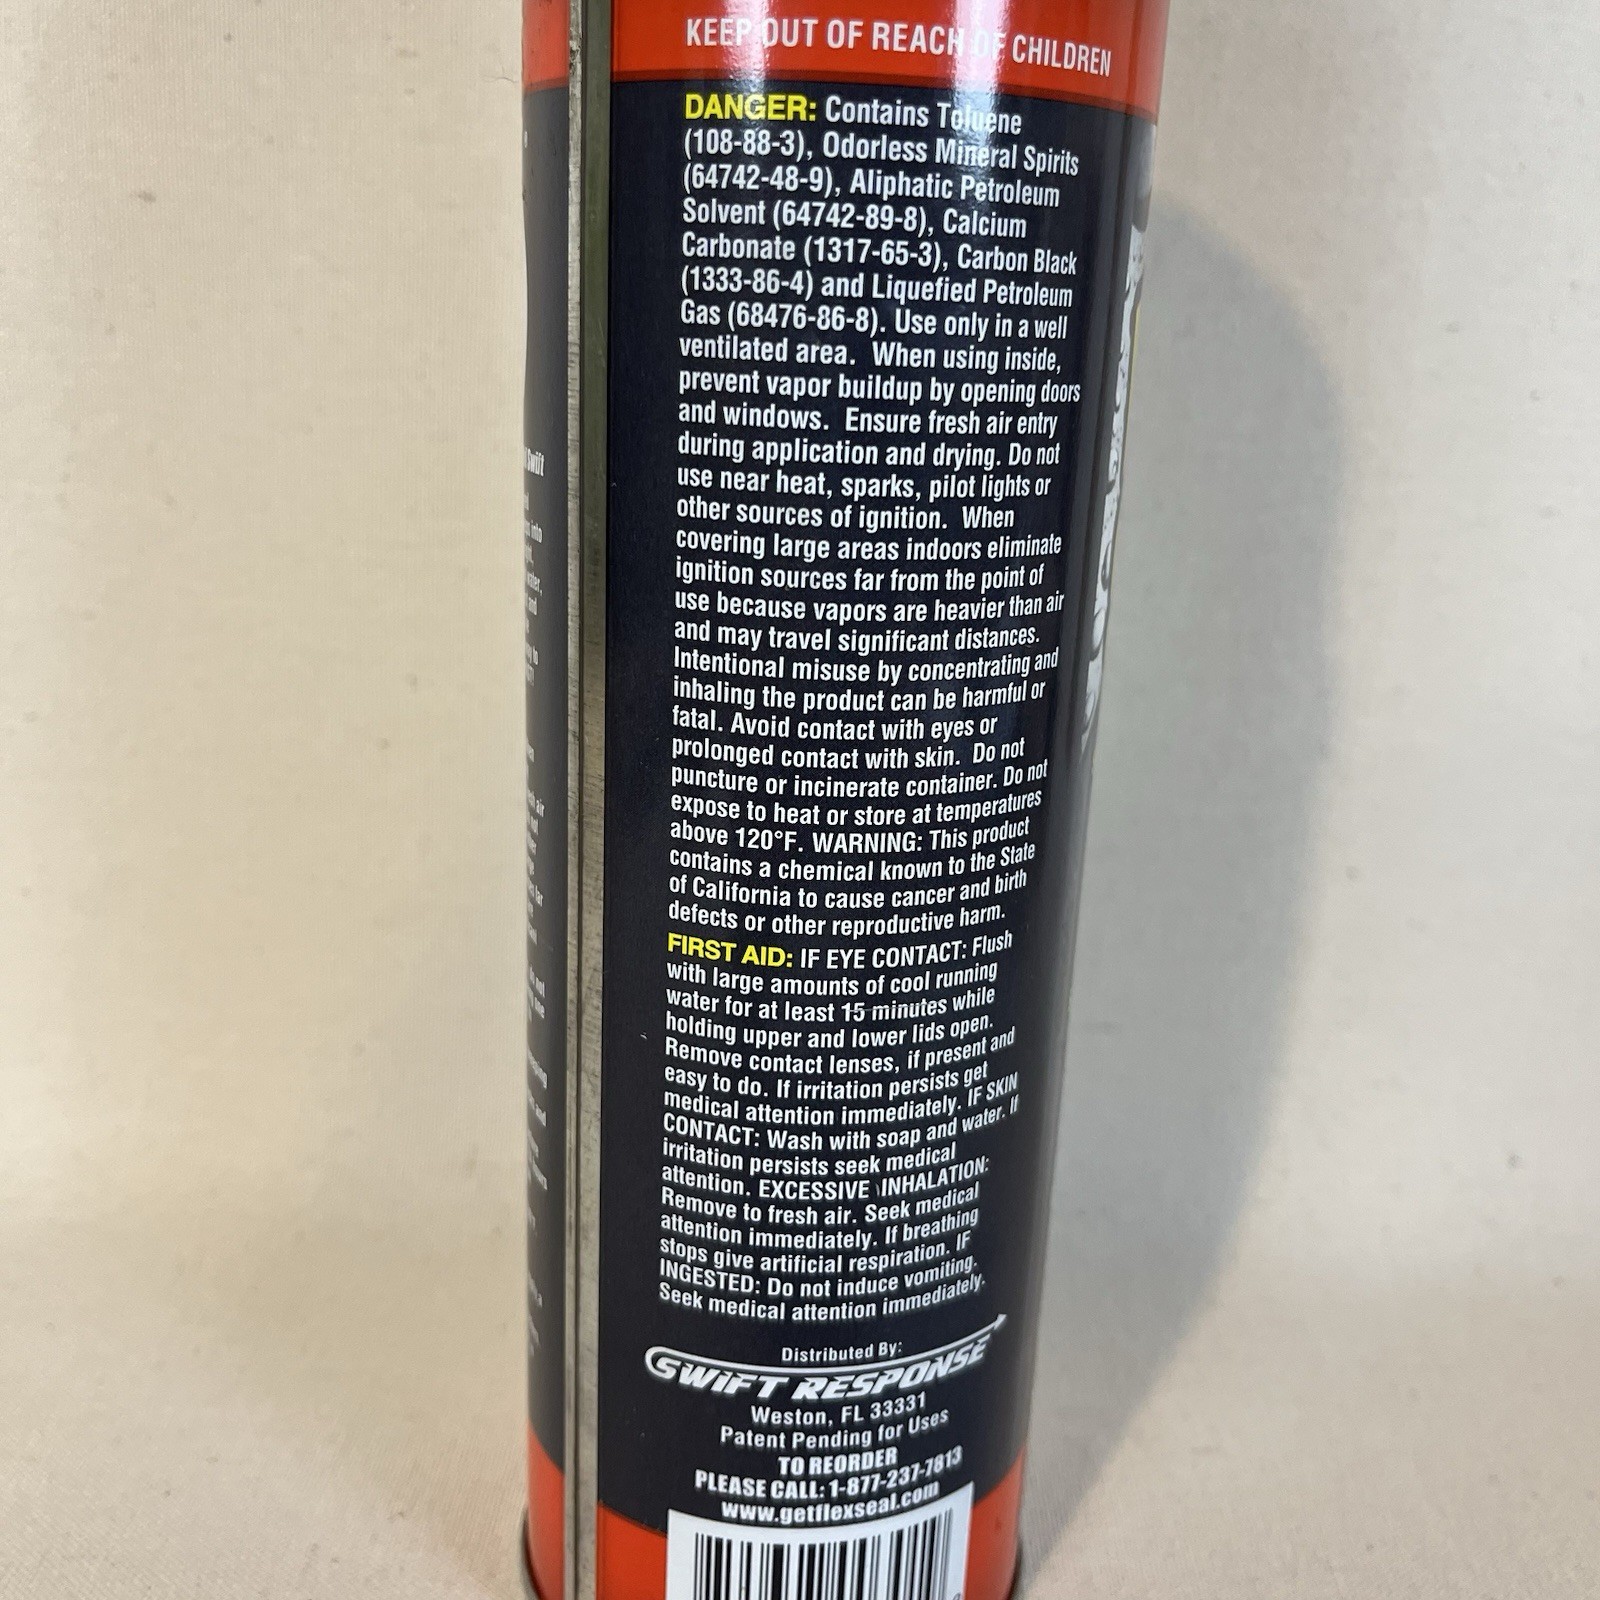 KEEP OUT OF REACH OF CHILDREN
DANGER: Contains Toluene
(108-88-3), Odorless Mineral Spirits
(64742-48-9), Aliphatic Petroleum
Solvent (64742-89-8), Calcium
Carbonate (1317-65-3), Carbon Black
(1333-86-4) and Liquefied Petroleum
Gas (68476-86-8). Use only in a well
ventilated area. When using inside,
prevent vapor buildup by opening doors
and windows. Ensure fresh air entry
during application and drying. Do not
use near heat, sparks, pilot lights or
other sources of ignition. When
covering large areas indoors eliminate
ignition sources far from the point of
use because vapors are heavier than air
and may travel significant distances.
Intentional misuse by concentrating and
inhaling the product can be harmful or
fatal. Avoid contact with eyes or
prolonged contact with skin. Do not
puncture or incinerate container. Do not
expose to heat or store at temperatures
above 120°F. WARNING: This product
contains a chemical known to the State
of California to cause cancer and birth
defects or other reproductive harm.
FIRST AID: IF EYE CONTACT: Flush
with large amounts of cool running
water for at least 15 minutes while
holding upper and lower lids open.
Remove contact lenses, if present and
easy to do. If irritation persists get
medical attention immediately. IF SKIN
CONTACT: Wash with soap and water. If
irritation persists seek medical
attention. EXCESSIVE INHALATION:
Remove to fresh air. Seek medical
attention immediately. If breathing
stops give artificial respiration. IF
INGESTED: Do not induce vomiting.
Seek medical attention immediately.
Distributed By:
SWIFT RESPONSE
Weston, FL 33331
Patent Pending for Uses
TO REORDER
PLEASE CALL: 1-877-237-7813
www.getflexseal.com